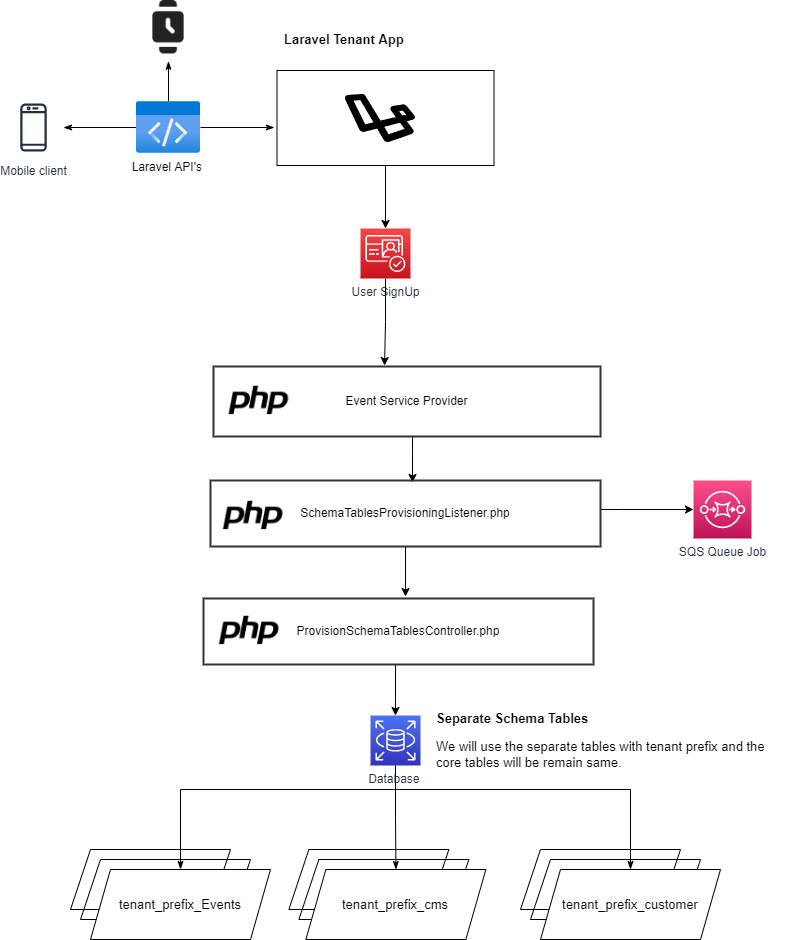 Laravel Tenant App
Mobile client
Laravel API's
User SignUp
php
Event Service Provider
php
SchemaTablesProvisioningListener.php
SQS Queue Job
php
ProvisionSchemaTablesController.php
Separate Schema Tables
We will use the separate tables with tenant prefix and the
core tables will be remain same.
Database
tenant_prefix_Events
tenant_prefix_cms
tenant_prefix_customer